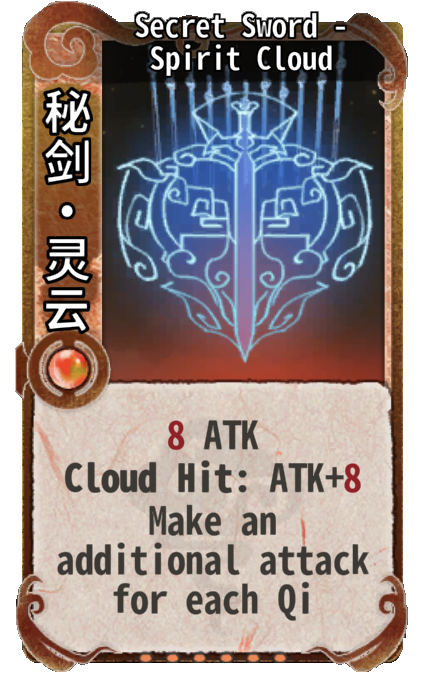 Secret Sword -
Spirit Cloud
秘剑・灵云
8 ATK
Cloud Hit: ATK+8
Make an
additional attack
for each Qi